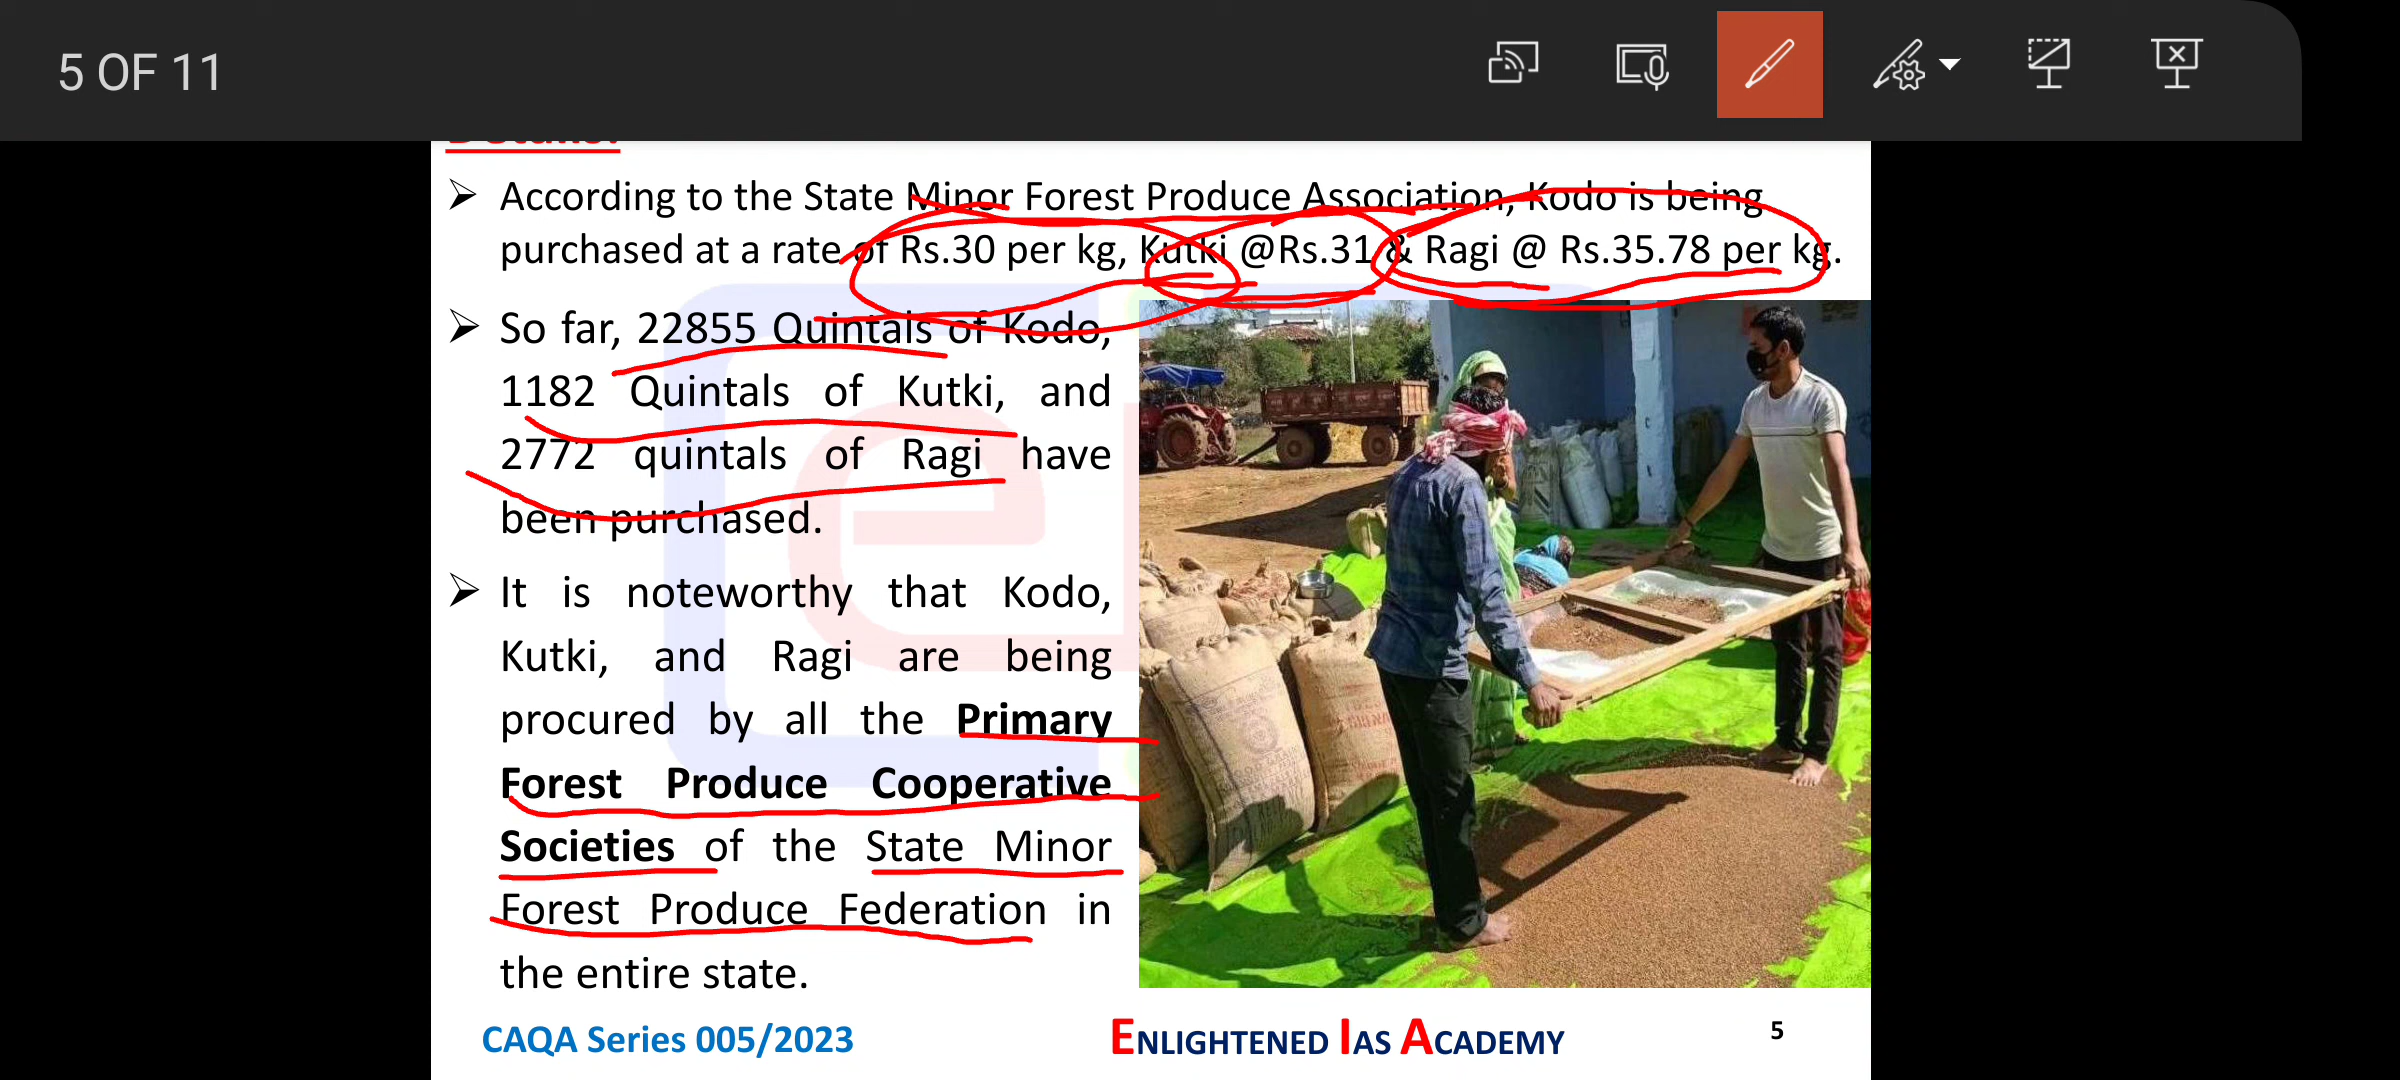 5 OF 11
Details:
➢ According to the State Minor Forest Produce Association, Kodo is being
purchased at a rate of Rs.30 per kg, Kutki @Rs.31 & Ragi @ Rs.35.78 per kg.
➢ So far, 22855 Quintals of Kodo,
1182 Quintals of Kutki, and
2772 quintals of Ragi have
been purchased.
➢ It is noteworthy that Kodo,
Kutki, and Ragi are being
procured by all the Primary
Forest Produce Cooperative
Societies of the State Minor
Forest Produce Federation in
the entire state.
CAQA Series 005/2023
ENLIGHTENED IAS ACADEMY
5